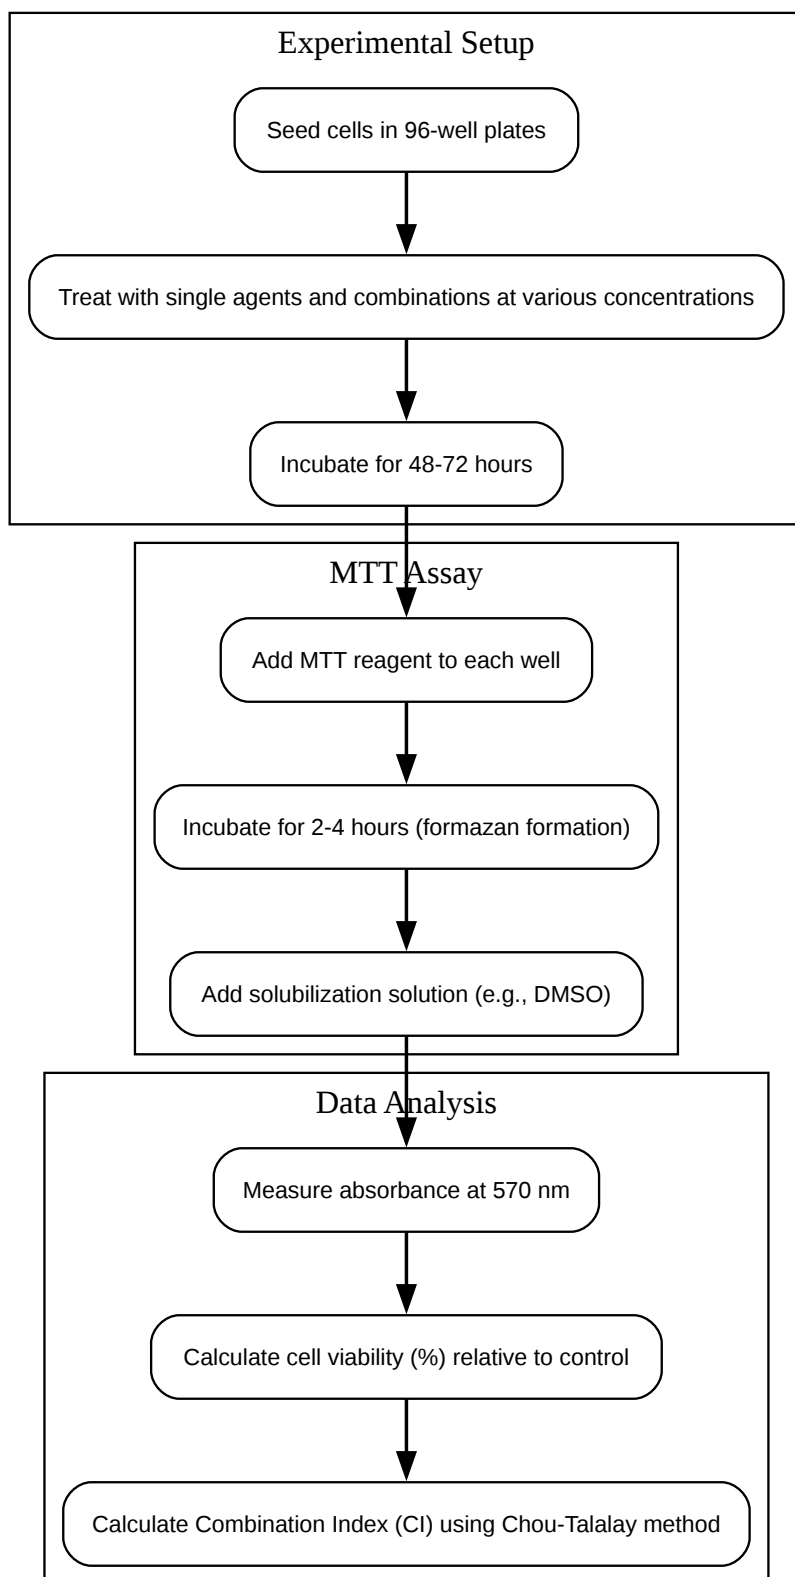 Experimental Setup
Seed cells in 96-well plates
Treat with single agents and combinations at various concentrations
Incubate for 48-72 hours
MTT Assay
Add MTT reagent to each well
Incubate for 2-4 hours (formazan formation)
Add solubilization solution (e.g., DMSO)
Data Analysis
Measure absorbance at 570 nm
Calculate cell viability (%) relative to control
Calculate Combination Index (CI) using Chou-Talalay method